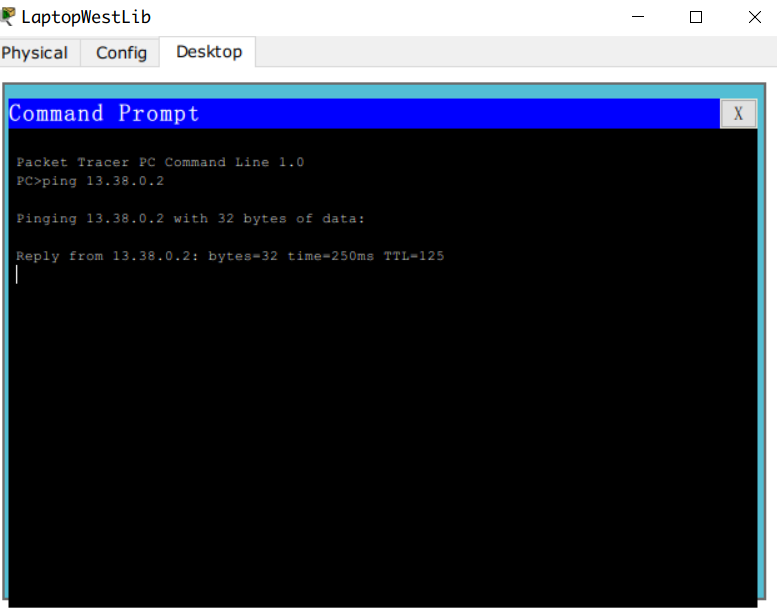 LaptopWestLib
Physical Config Desktop
Command Prompt X
Packet Tracer PC Command Line 1.0
PC>ping 13.38.0.2
Pinging 13.38.0.2 with 32 bytes of data:
Reply from 13.38.0.2: bytes=32 time=250ms TTL=125